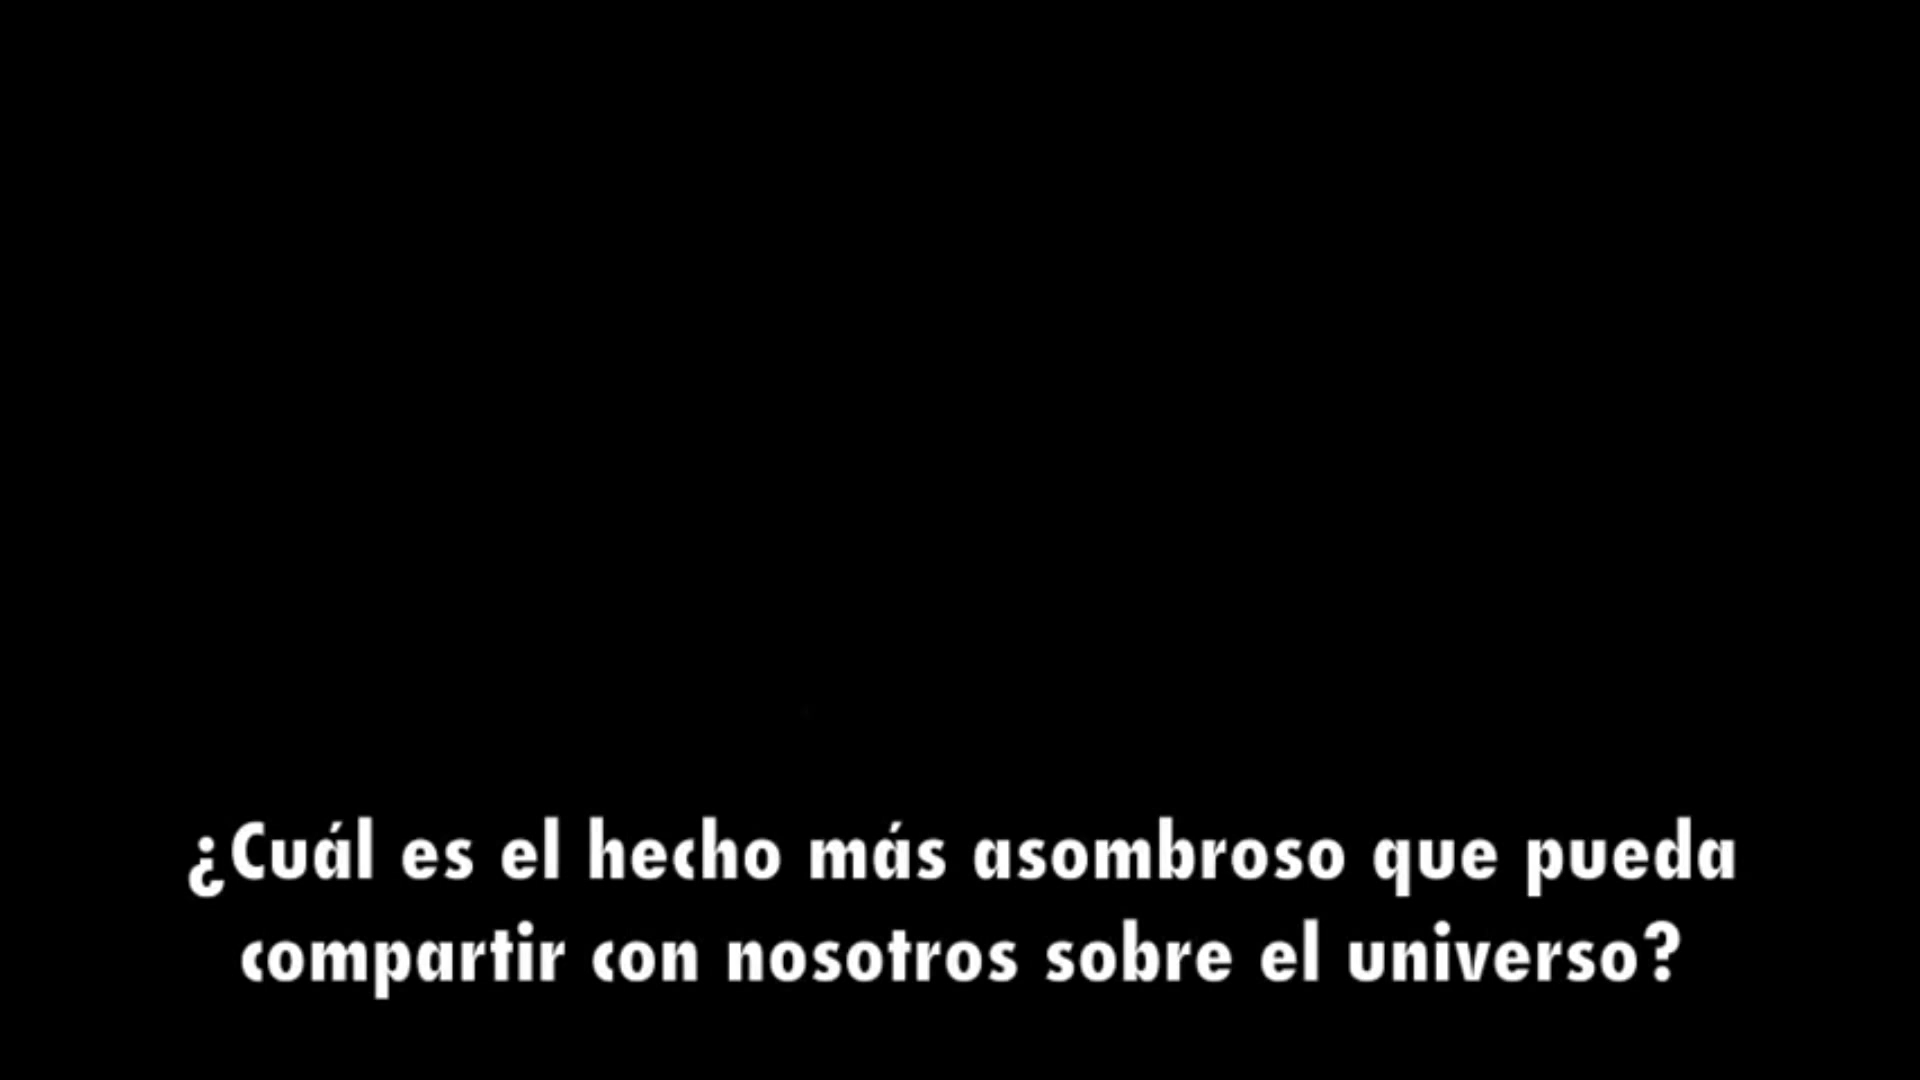 ¿Cuál es el hecho más asombroso que pueda
compartir con nosotros sobre el universo?